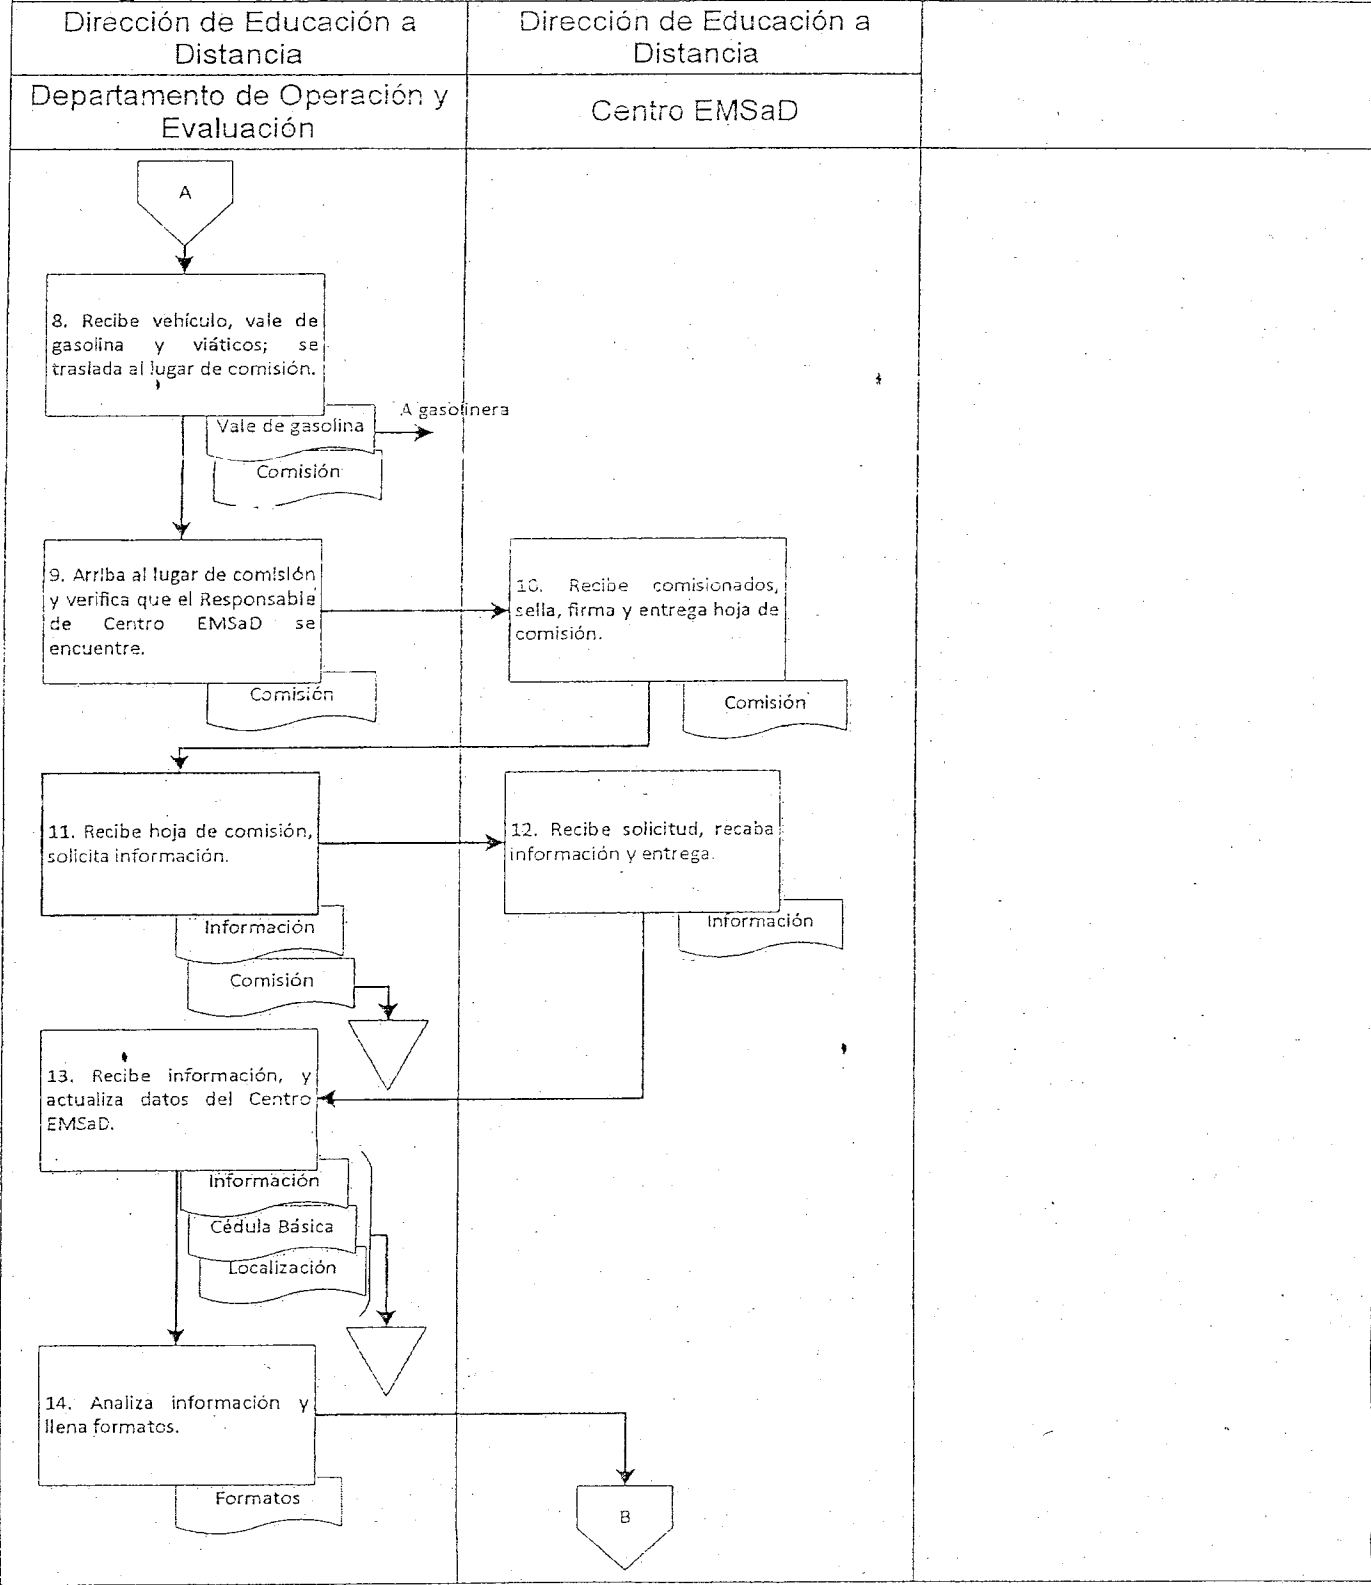 Dirección de Educación a
Distancia
Dirección de Educación a
Distancia
Departamento de Operación y
Evaluación
Centro EMSaD
A
8. Recibe vehículo, vale de
gasolina y viáticos; se
traslada al lugar de comisión.
A gasolinera
Vale de gasolina
Comisión
9. Arriba al lugar de comisión
y verifica que el Responsable
de Centro EMSaD se
encuentre.
Comisión
10. Recibe comisionados,
sella, firma y entrega hoja de
comisión.
Comisión
11. Recibe hoja de comisión,
solicita información.
Información
Comisión
12. Recibe solicitud, recaba
información y entrega.
Información
13. Recibe información, y
actualiza datos del Centro
EMSaD.
Información
Cédula Básica
Localización
14. Analiza información y
llena formatos.
Formatos
B